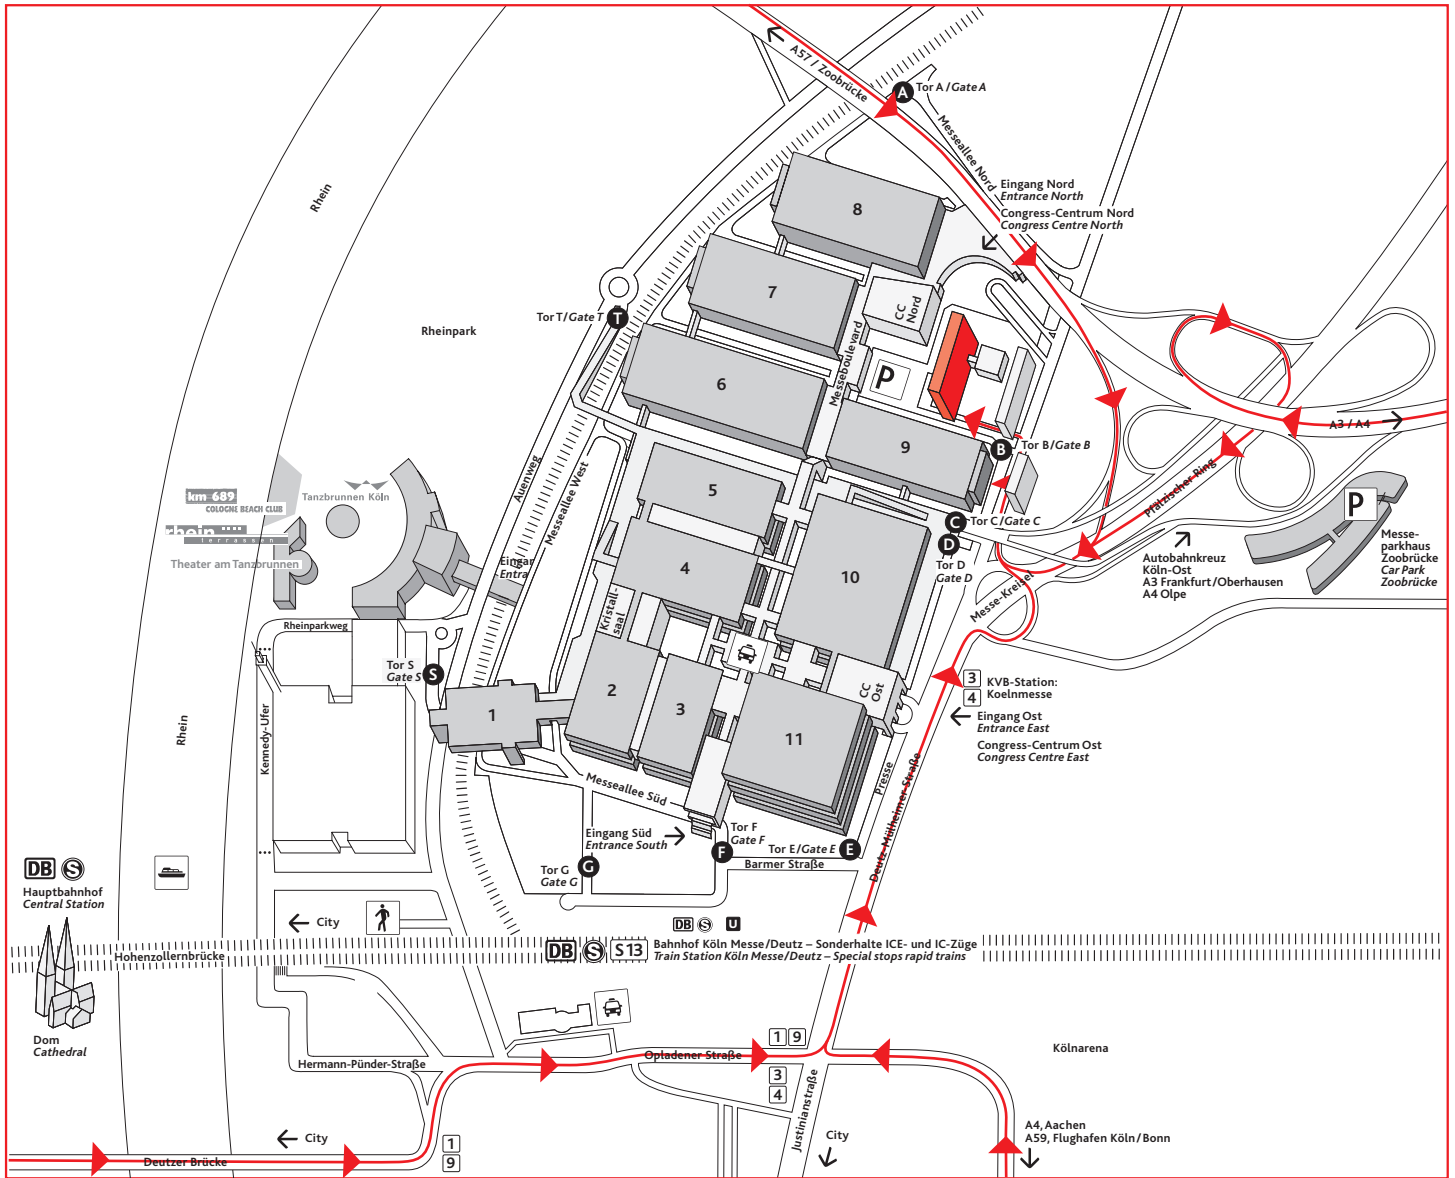 A57 / Zoobrücke
A
Tor A / Gate A
Messeallee Nord
Eingang Nord
Entrance North
Congress-Centrum Nord
Congress Centre North
Rhein
8
7
CC
Nord
Tor T / Gate T
T
Rheinpark
Messeboulevard
P
6
9
B
Tor B / Gate B
A3 / A4
Pfälzischer Ring
P
Messe-
parkhaus
Zoobrücke
Car Park
Zoobrücke
Autobahnkreuz
Köln-Ost
A3 Frankfurt/Oberhausen
A4 Olpe
km 689
COLOGNE BEACH CLUB
rhein
terrassen
Theater am Tanzbrunnen
Tanzbrunnen Köln
Auenweg
Messeallee West
5
C
Tor C / Gate C
D
Tor D
Gate D
Messe-Kreisel
Eingan
Entra
4
10
Kristall-
saal
Rheinparkweg
Tor S
Gate S
S
Kennedy-Ufer
Rhein
1
2
3
11
CC
Ost
3
4
KVB-Station:
Koelnmesse
Eingang Ost
Entrance East
Congress-Centrum Ost
Congress Centre East
Presse
Deutz-Mülheimer Straße
Messeallee Süd
Eingang Süd
Entrance South
Tor F
Gate F
F
Tor E / Gate E
E
Barmer Straße
Tor G
Gate G
G
DB S
Hauptbahnhof
Central Station
City
DB S U
DB S S13
Bahnhof Köln Messe/Deutz – Sonderhalte ICE- und IC-Züge
Train Station Köln Messe/Deutz – Special stops rapid trains
Hohenzollernbrücke
Dom
Cathedral
Hermann-Pünder-Straße
Opladener Straße
1 9
3
4
Kölnarena
Justinianstraße
City
City
1
9
Deutzer Brücke
A4, Aachen
A59, Flughafen Köln/Bonn